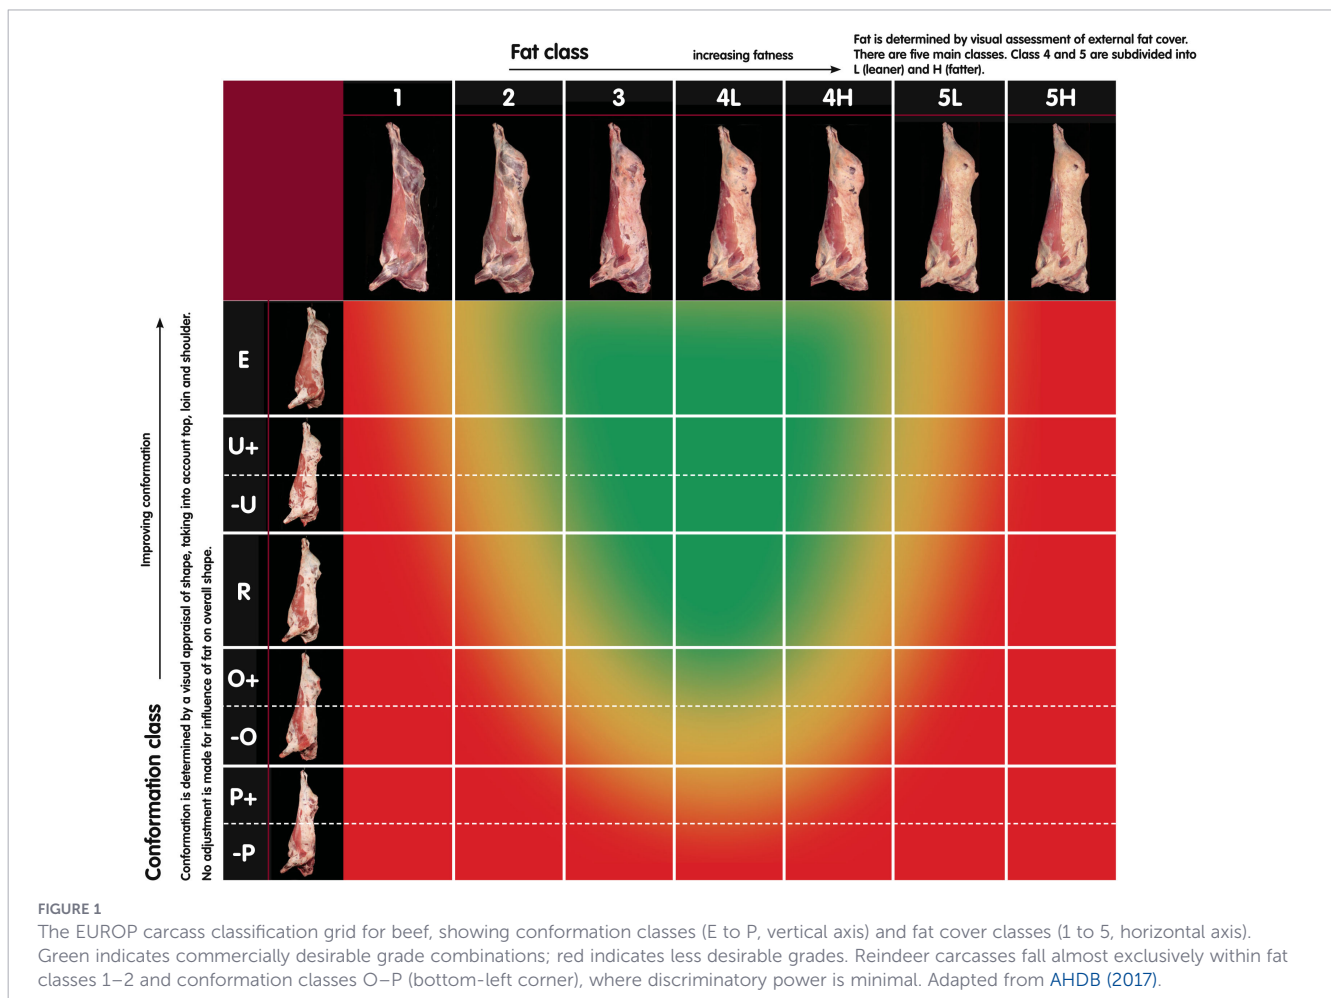 Fat class
increasing fatness
Fat is determined by visual assessment of external fat cover.
There are five main classes. Class 4 and 5 are subdivided into
L (leaner) and H (fatter).
1 2 3 4L 4H 5L 5H
E
U+
-U
R
O+
-O
P+
-P
Conformation class
Improving conformation
Conformation is determined by a visual appraisal of shape, taking into account top, loin and shoulder.
No adjustment is made for influence of fat on overall shape.
FIGURE 1
The EUROP carcass classification grid for beef, showing conformation classes (E to P, vertical axis) and fat cover classes (1 to 5, horizontal axis).
Green indicates commercially desirable grade combinations; red indicates less desirable grades. Reindeer carcasses fall almost exclusively within fat
classes 1–2 and conformation classes O–P (bottom-left corner), where discriminatory power is minimal. Adapted from AHDB (2017).